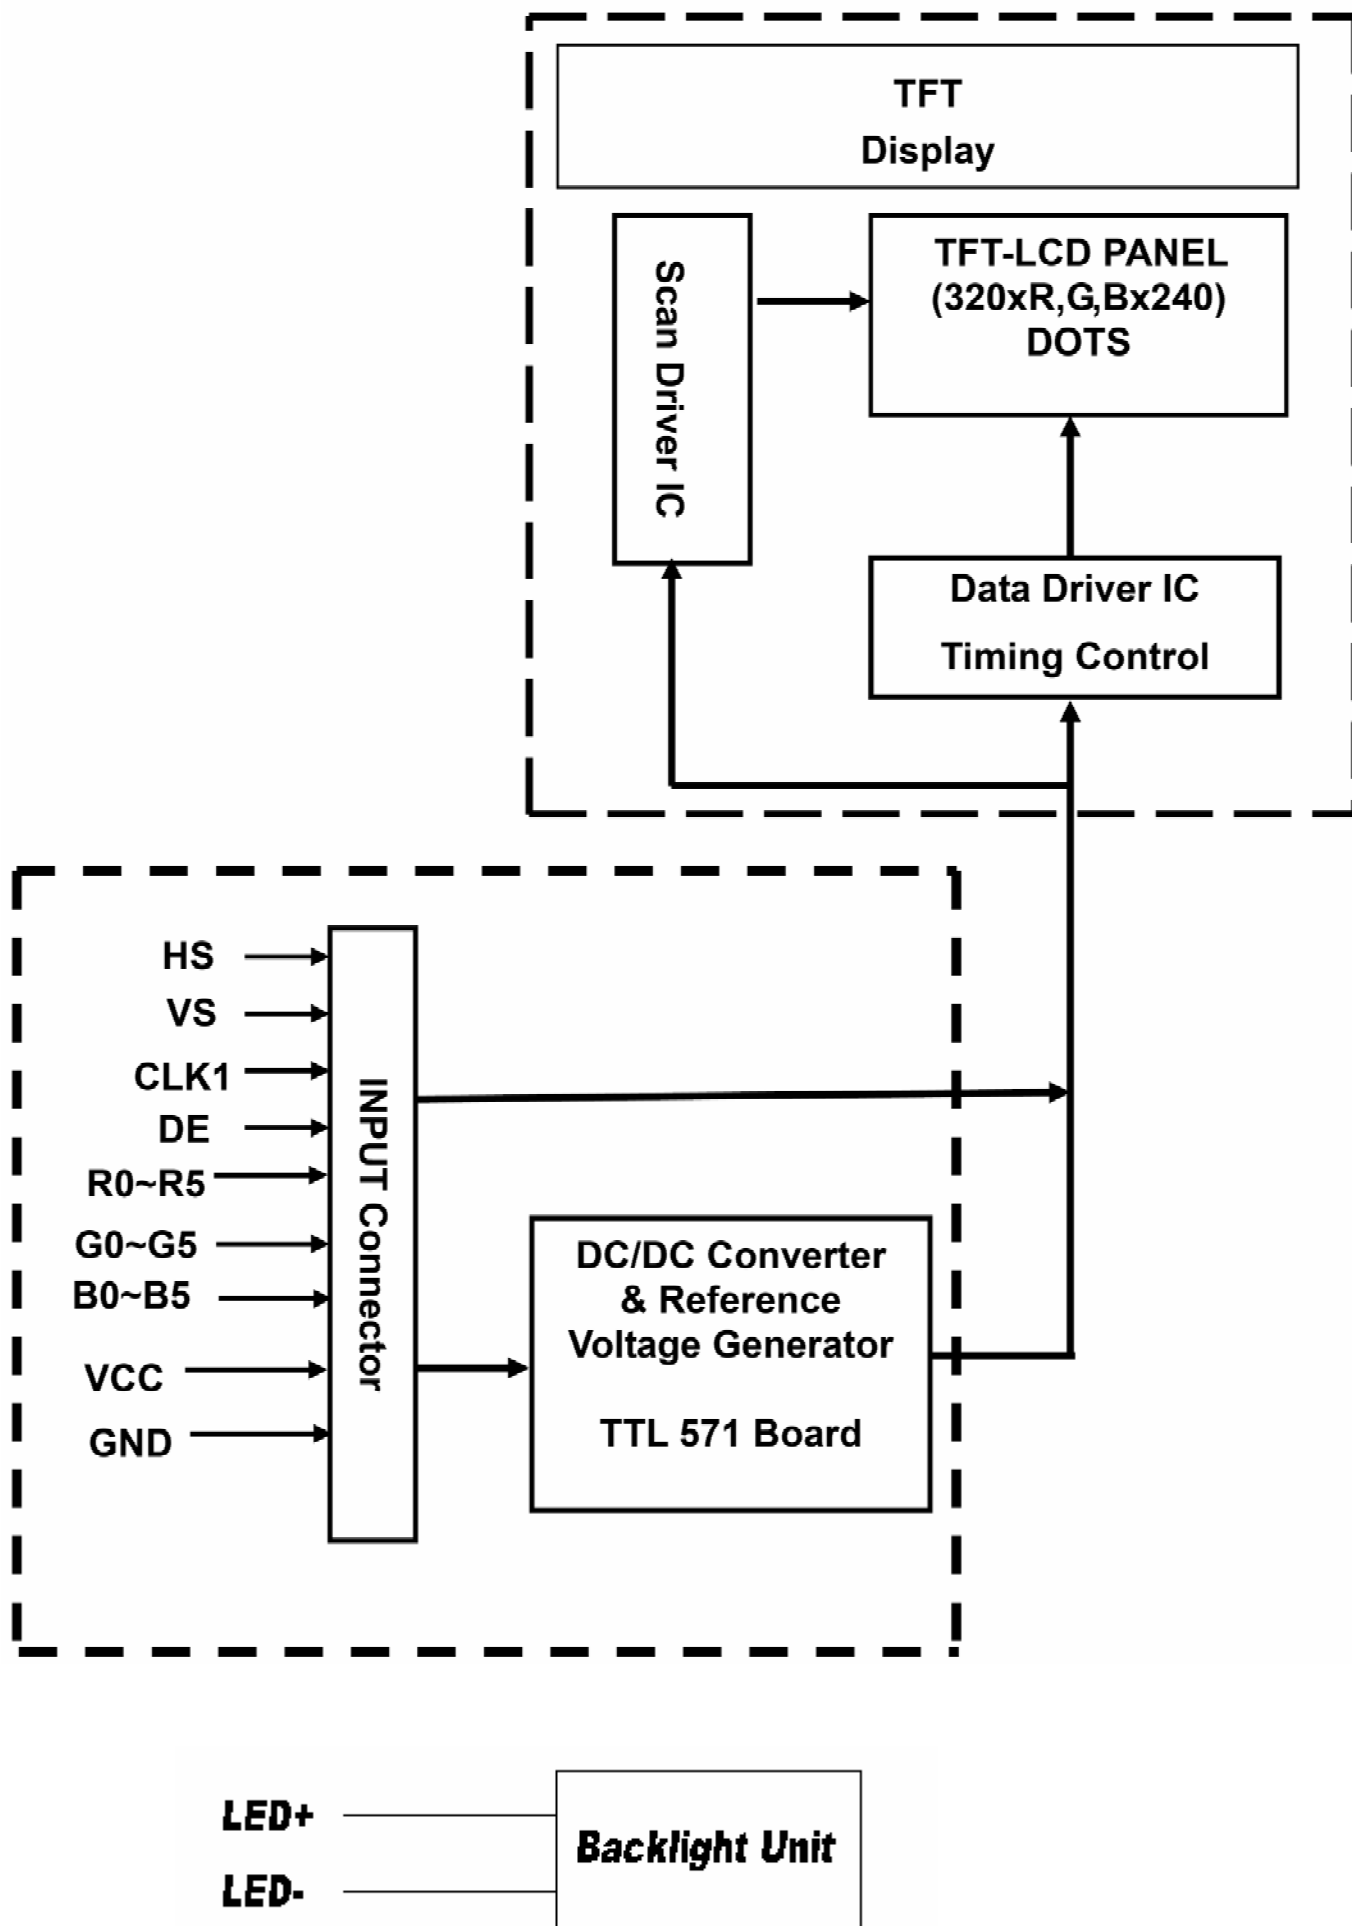 TFT
Display
Scan Driver IC
TFT-LCD PANEL
(320xR,G,Bx240)
DOTS
Data Driver IC
Timing Control
HS
VS
CLK1
DE
R0~R5
G0~G5
B0~B5
VCC
GND
INPUT Connector
DC/DC Converter
& Reference
Voltage Generator
TTL 571 Board
LED+
LED-
Backlight Unit